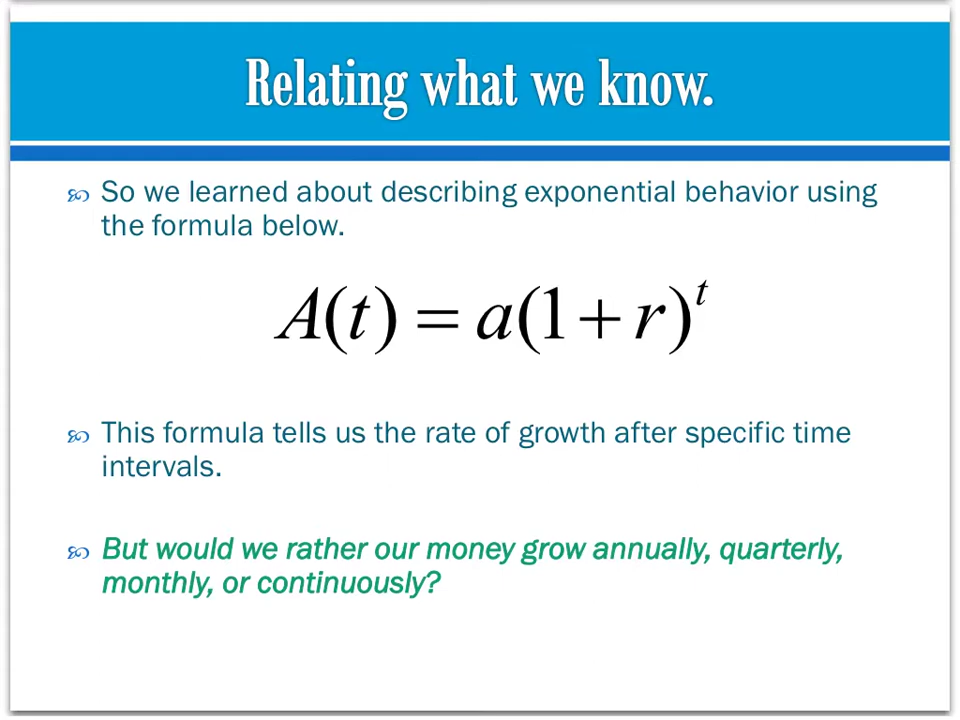 Relating what we know.
So we learned about describing exponential behavior using
the formula below.
A(t) = a(1 + r)^t
This formula tells us the rate of growth after specific time
intervals.
But would we rather our money grow annually, quarterly,
monthly, or continuously?